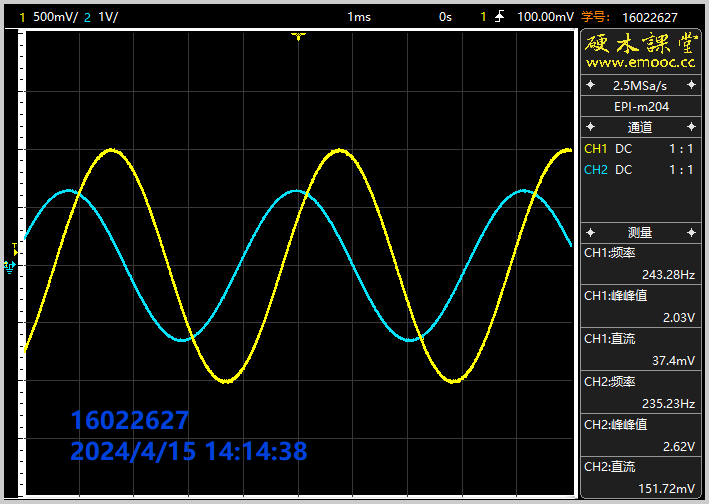 1 500mV/ 2 1V/ 1ms 0s 1 100.00mV 学号: 16022627
硬木課堂
www.emooc.cc
2.5MSa/s
EPI-m204
通道
CH1 DC 1 : 1
CH2 DC 1 : 1
测量
CH1:频率
243.28Hz
CH1:峰峰值
2.03V
CH1:直流
37.4mV
CH2:频率
235.23Hz
CH2:峰峰值
2.62V
CH2:直流
151.72mV
T
16022627
2024/4/15 14:14:38